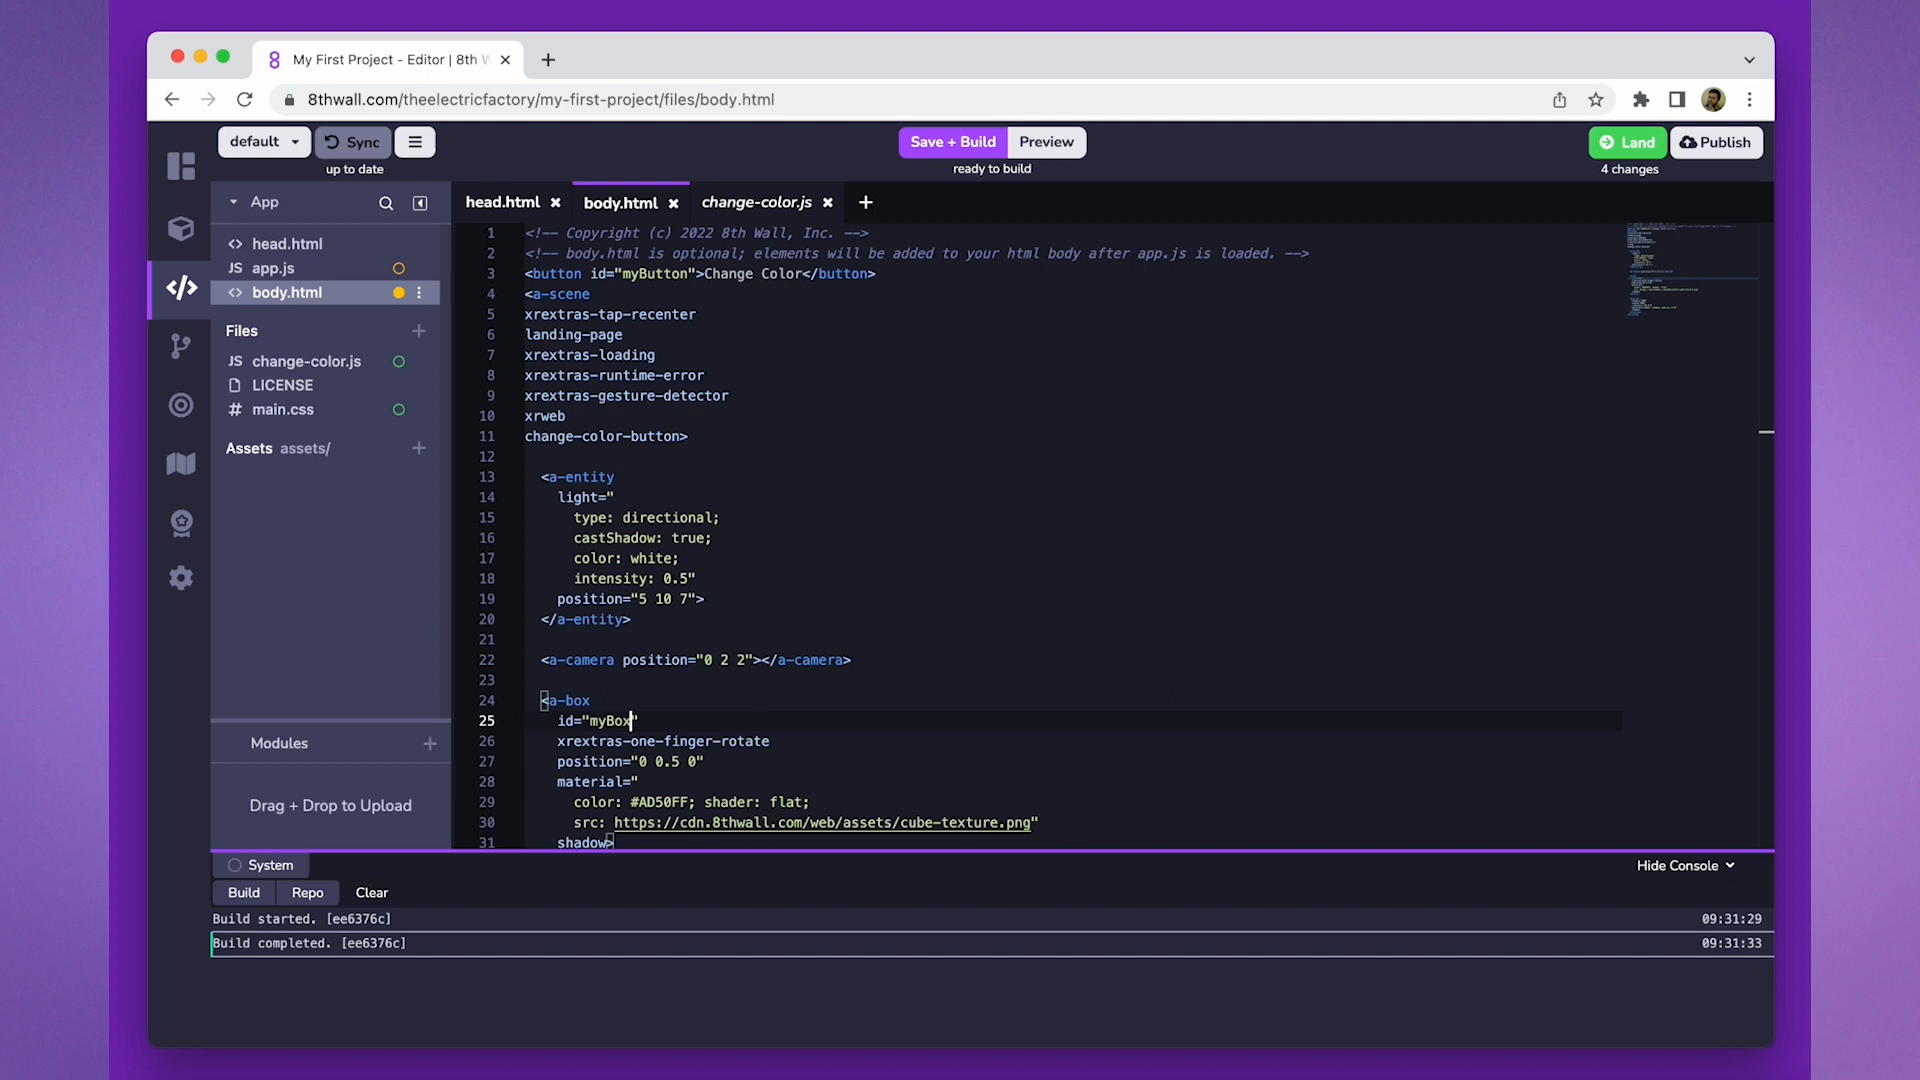 My First Project - Editor | 8th W
8thwall.com/theelectricfactory/my-first-project/files/body.html
default
Sync
up to date
Save + Build
Preview
ready to build
Land
4 changes
Publish
App
head.html
JS app.js
body.html
Files
JS change-color.js
LICENSE
# main.css
Assets assets/
Modules
Drag + Drop to Upload
head.html
body.html
change-color.js
1 <!-- Copyright (c) 2022 8th Wall, Inc. -->
2 <!-- body.html is optional; elements will be added to your html body after app.js is loaded. -->
3 <button id="myButton">Change Color</button>
4 <a-scene
5 xrextras-tap-recenter
6 landing-page
7 xrextras-loading
8 xrextras-runtime-error
9 xrextras-gesture-detector
10 xrweb
11 change-color-button>
12
13 <a-entity
14 light="
15 type: directional;
16 castShadow: true;
17 color: white;
18 intensity: 0.5"
19 position="5 10 7">
20 </a-entity>
21
22 <a-camera position="0 2 2"></a-camera>
23
24 <a-box
25 id="myBox"
26 xrextras-one-finger-rotate
27 position="0 0.5 0"
28 material="
29 color: #AD50FF; shader: flat;
30 src: https://cdn.8thwall.com/web/assets/cube-texture.png"
31 shadow>
System
Hide Console
Build
Repo
Clear
Build started. [ee6376c] 09:31:29
Build completed. [ee6376c] 09:31:33